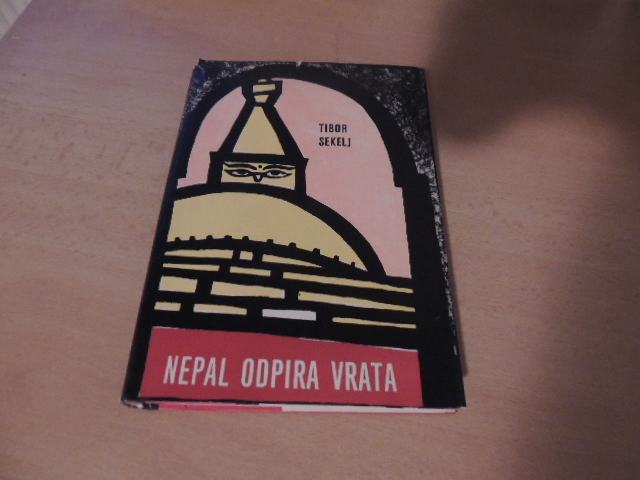 TIBOR
SEKELJ
NEPAL ODPIRA VRATA